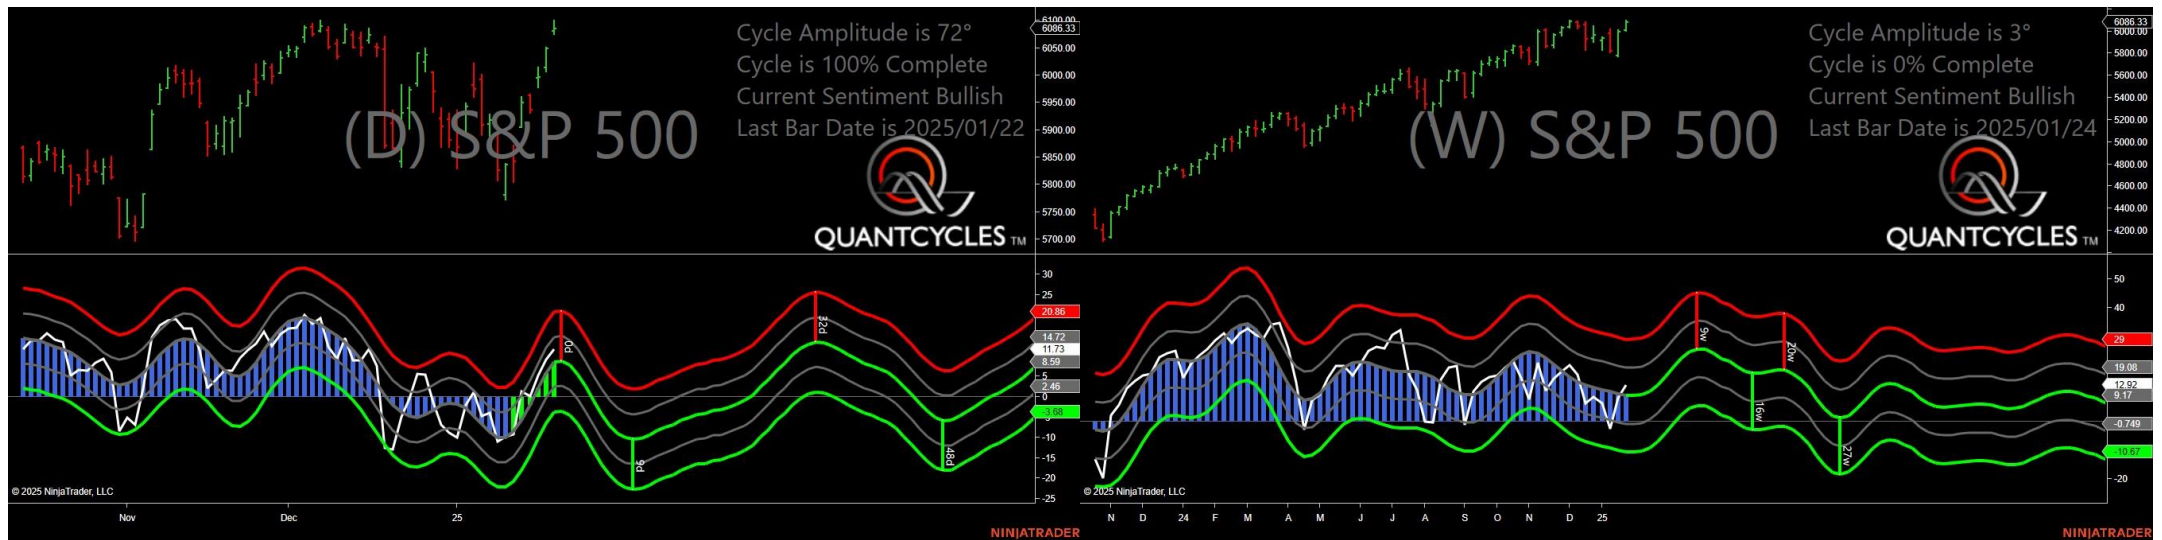 Cycle Amplitude is 72°
Cycle is 100% Complete
Current Sentiment Bullish
Last Bar Date is 2025/01/22
(D) S&P 500
QUANTCYCLES TM
6100.00
6086.33
6050.00
6000.00
5950.00
5900.00
5850.00
5800.00
5750.00
5700.00
30
25
20.86
14.72
11.73
8.59
5
2.46
0
-3.68
-5
-10
-15
-20
-25
0d
9d
32d
48d
© 2025 NinjaTrader, LLC
Nov
Dec
25
NINJATRADER
Cycle Amplitude is 3°
Cycle is 0% Complete
Current Sentiment Bullish
Last Bar Date is 2025/01/24
(W) S&P 500
QUANTCYCLES TM
6086.33
6000.00
5800.00
5600.00
5400.00
5200.00
5000.00
4800.00
4600.00
4400.00
4200.00
50
40
29
19.08
12.92
9.17
-0.749
-10.67
-20
9w
16w
20w
27w
© 2025 NinjaTrader, LLC
N D 24 F M A M J J A S O N D 25
NINJATRADER